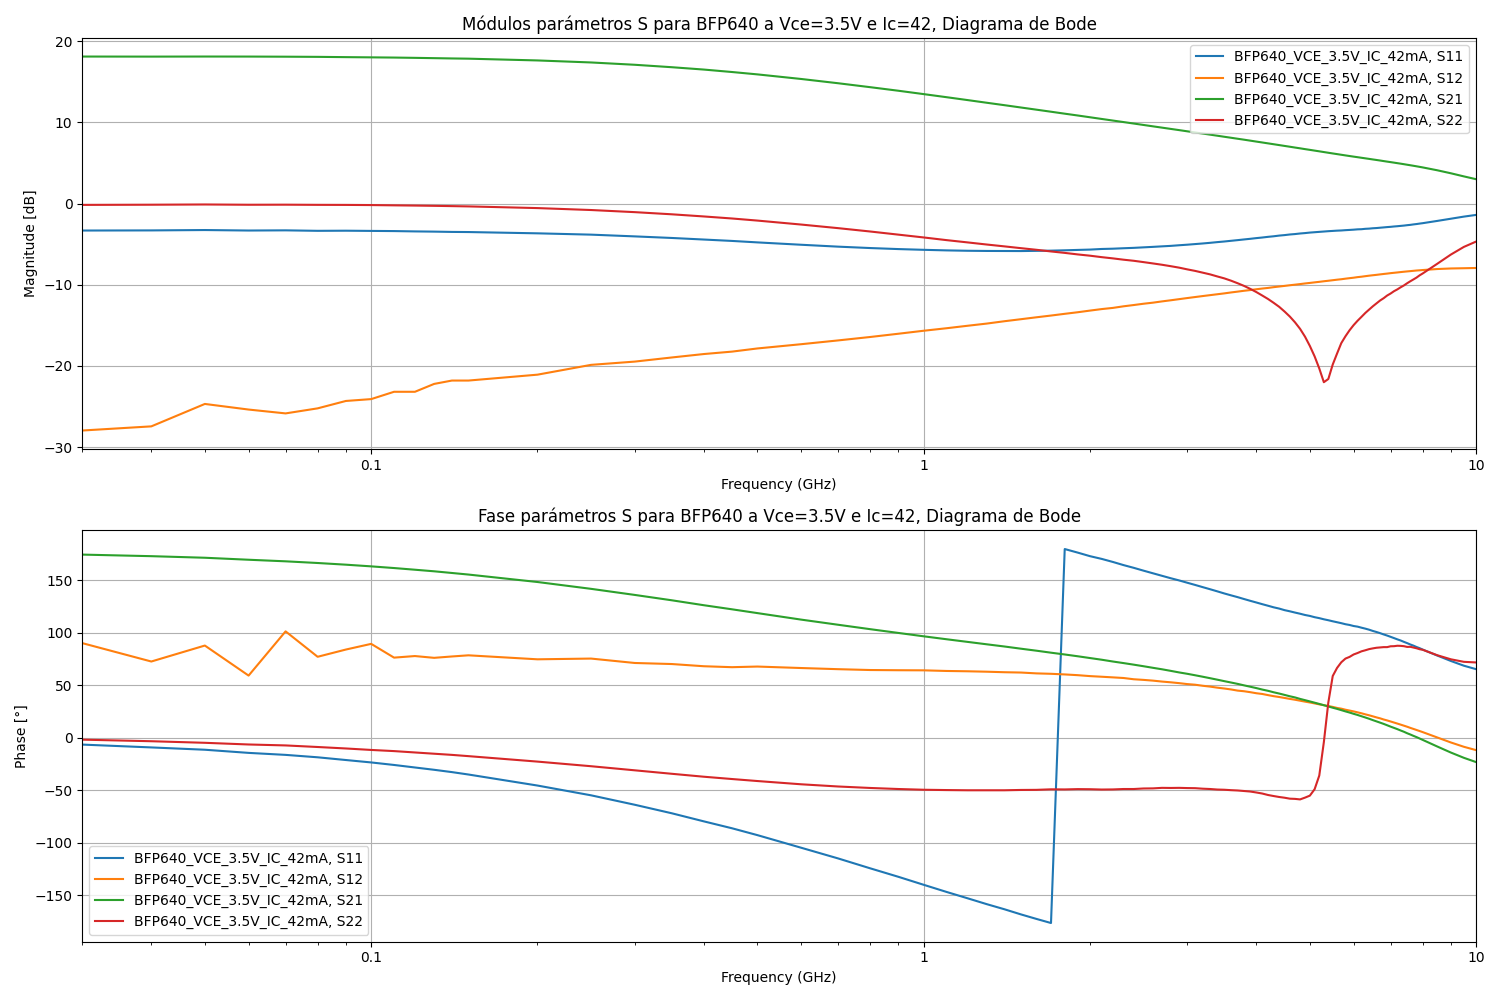 Módulos parámetros S para BFP640 a Vce=3.5V e Ic=42, Diagrama de Bode
20
10
0
−10
−20
−30
Magnitude [dB]
BFP640_VCE_3.5V_IC_42mA, S11
BFP640_VCE_3.5V_IC_42mA, S12
BFP640_VCE_3.5V_IC_42mA, S21
BFP640_VCE_3.5V_IC_42mA, S22
0.1
1
10
Frequency (GHz)
Fase parámetros S para BFP640 a Vce=3.5V e Ic=42, Diagrama de Bode
150
100
50
0
−50
−100
−150
Phase [°]
BFP640_VCE_3.5V_IC_42mA, S11
BFP640_VCE_3.5V_IC_42mA, S12
BFP640_VCE_3.5V_IC_42mA, S21
BFP640_VCE_3.5V_IC_42mA, S22
0.1
1
10
Frequency (GHz)